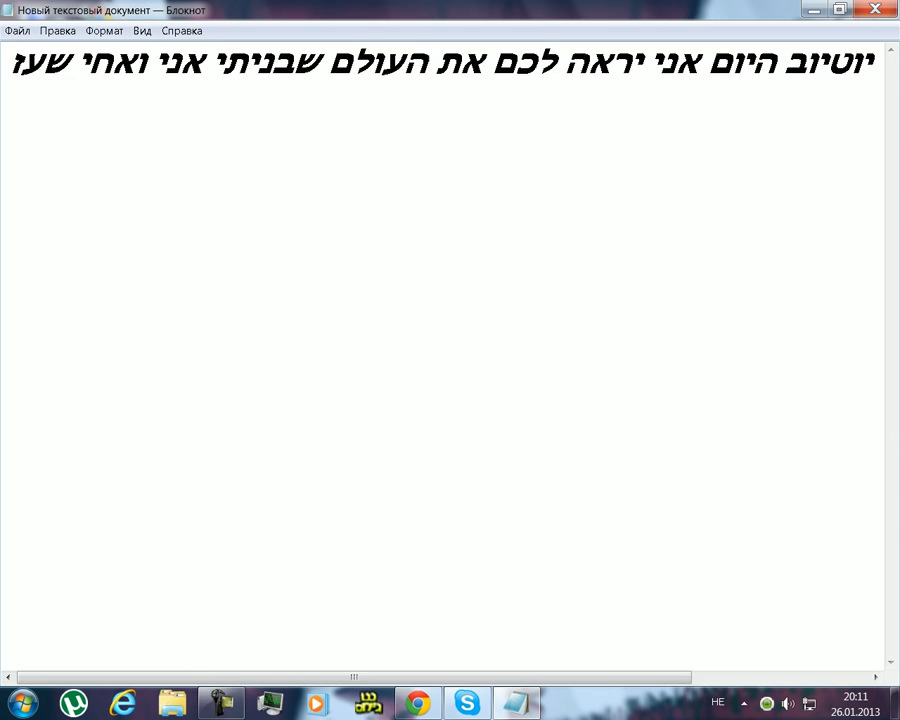 Новый текстовый документ — Блокнот
Файл Правка Формат Вид Справка
יוטיוב היום אני יראה לכם את העולם שבניתי אני ואחי שעז
HE
20:11
26.01.2013